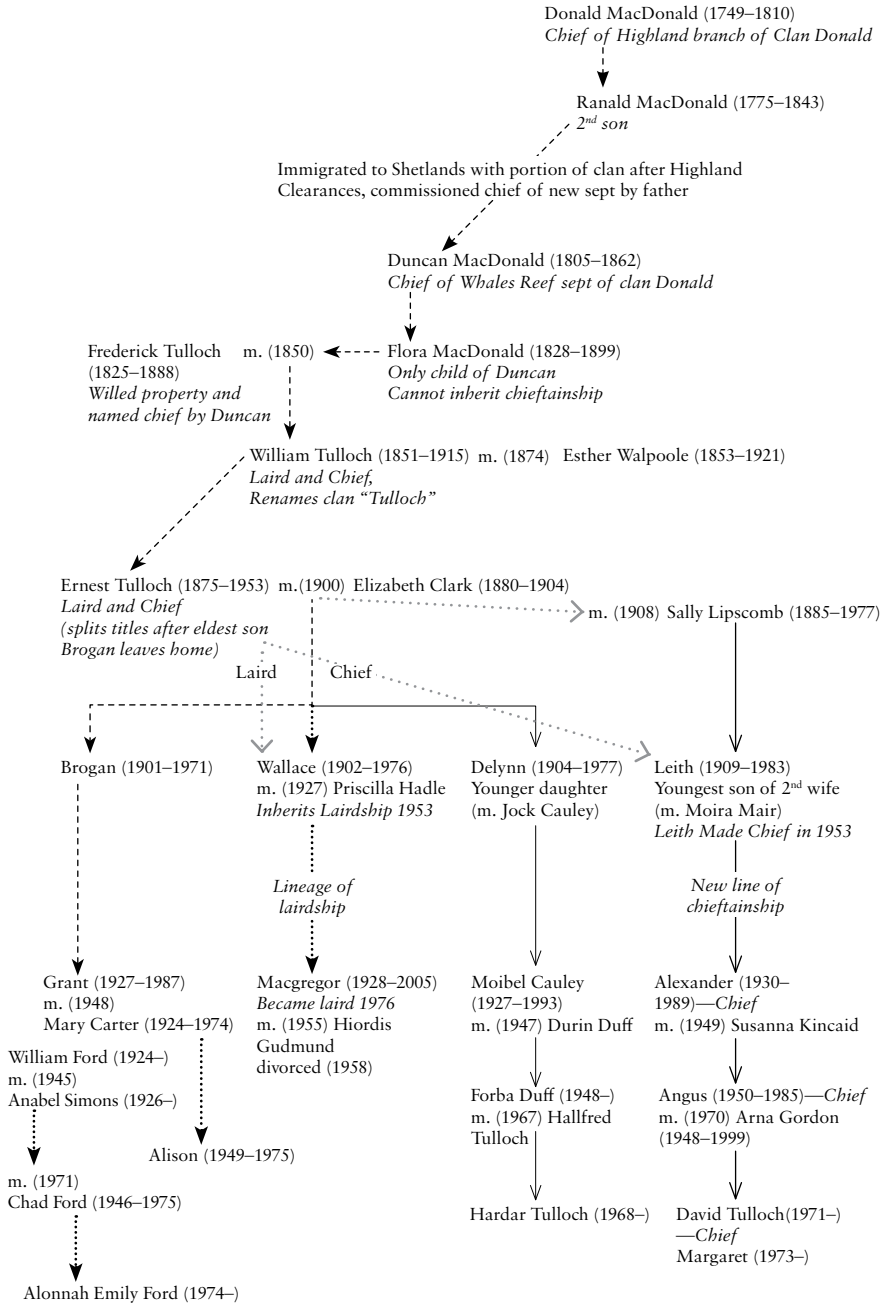 Donald MacDonald (1749–1810)
Chief of Highland branch of Clan Donald
Ranald MacDonald (1775–1843)
2nd son
Immigrated to Shetlands with portion of clan after Highland
Clearances, commissioned chief of new sept by father
Duncan MacDonald (1805–1862)
Chief of Whales Reef sept of clan Donald
Frederick Tulloch
(1825–1888)
Willed property and
named chief by Duncan
m. (1850)
Flora MacDonald (1828–1899)
Only child of Duncan
Cannot inherit chieftainship
William Tulloch (1851–1915) m. (1874) Esther Walpoole (1853–1921)
Laird and Chief,
Renames clan “Tulloch”
Ernest Tulloch (1875–1953) m.(1900) Elizabeth Clark (1880–1904)
Laird and Chief
(splits titles after eldest son
Brogan leaves home)
m. (1908) Sally Lipscomb (1885–1977)
Laird
Chief
Brogan (1901–1971)
Wallace (1902–1976)
m. (1927) Priscilla Hadle
Inherits Lairdship 1953
Delynn (1904–1977)
Younger daughter
(m. Jock Cauley)
Leith (1909–1983)
Youngest son of 2nd wife
(m. Moira Mair)
Leith Made Chief in 1953
Lineage of
lairdship
New line of
chieftainship
Grant (1927–1987)
m. (1948)
Mary Carter (1924–1974)
Macgregor (1928–2005)
Became laird 1976
m. (1955) Hiordis
Gudmund
divorced (1958)
Moibel Cauley
(1927–1993)
m. (1947) Durin Duff
Alexander (1930–
1989)—Chief
m. (1949) Susanna Kincaid
William Ford (1924–)
m. (1945)
Anabel Simons (1926–)
Alison (1949–1975)
Forba Duff (1948–)
m. (1967) Hallfred
Tulloch
Angus (1950–1985)—Chief
m. (1970) Arna Gordon
(1948–1999)
m. (1971)
Chad Ford (1946–1975)
Hardar Tulloch (1968–)
David Tulloch(1971–)
—Chief
Margaret (1973–)
Alonnah Emily Ford (1974–)